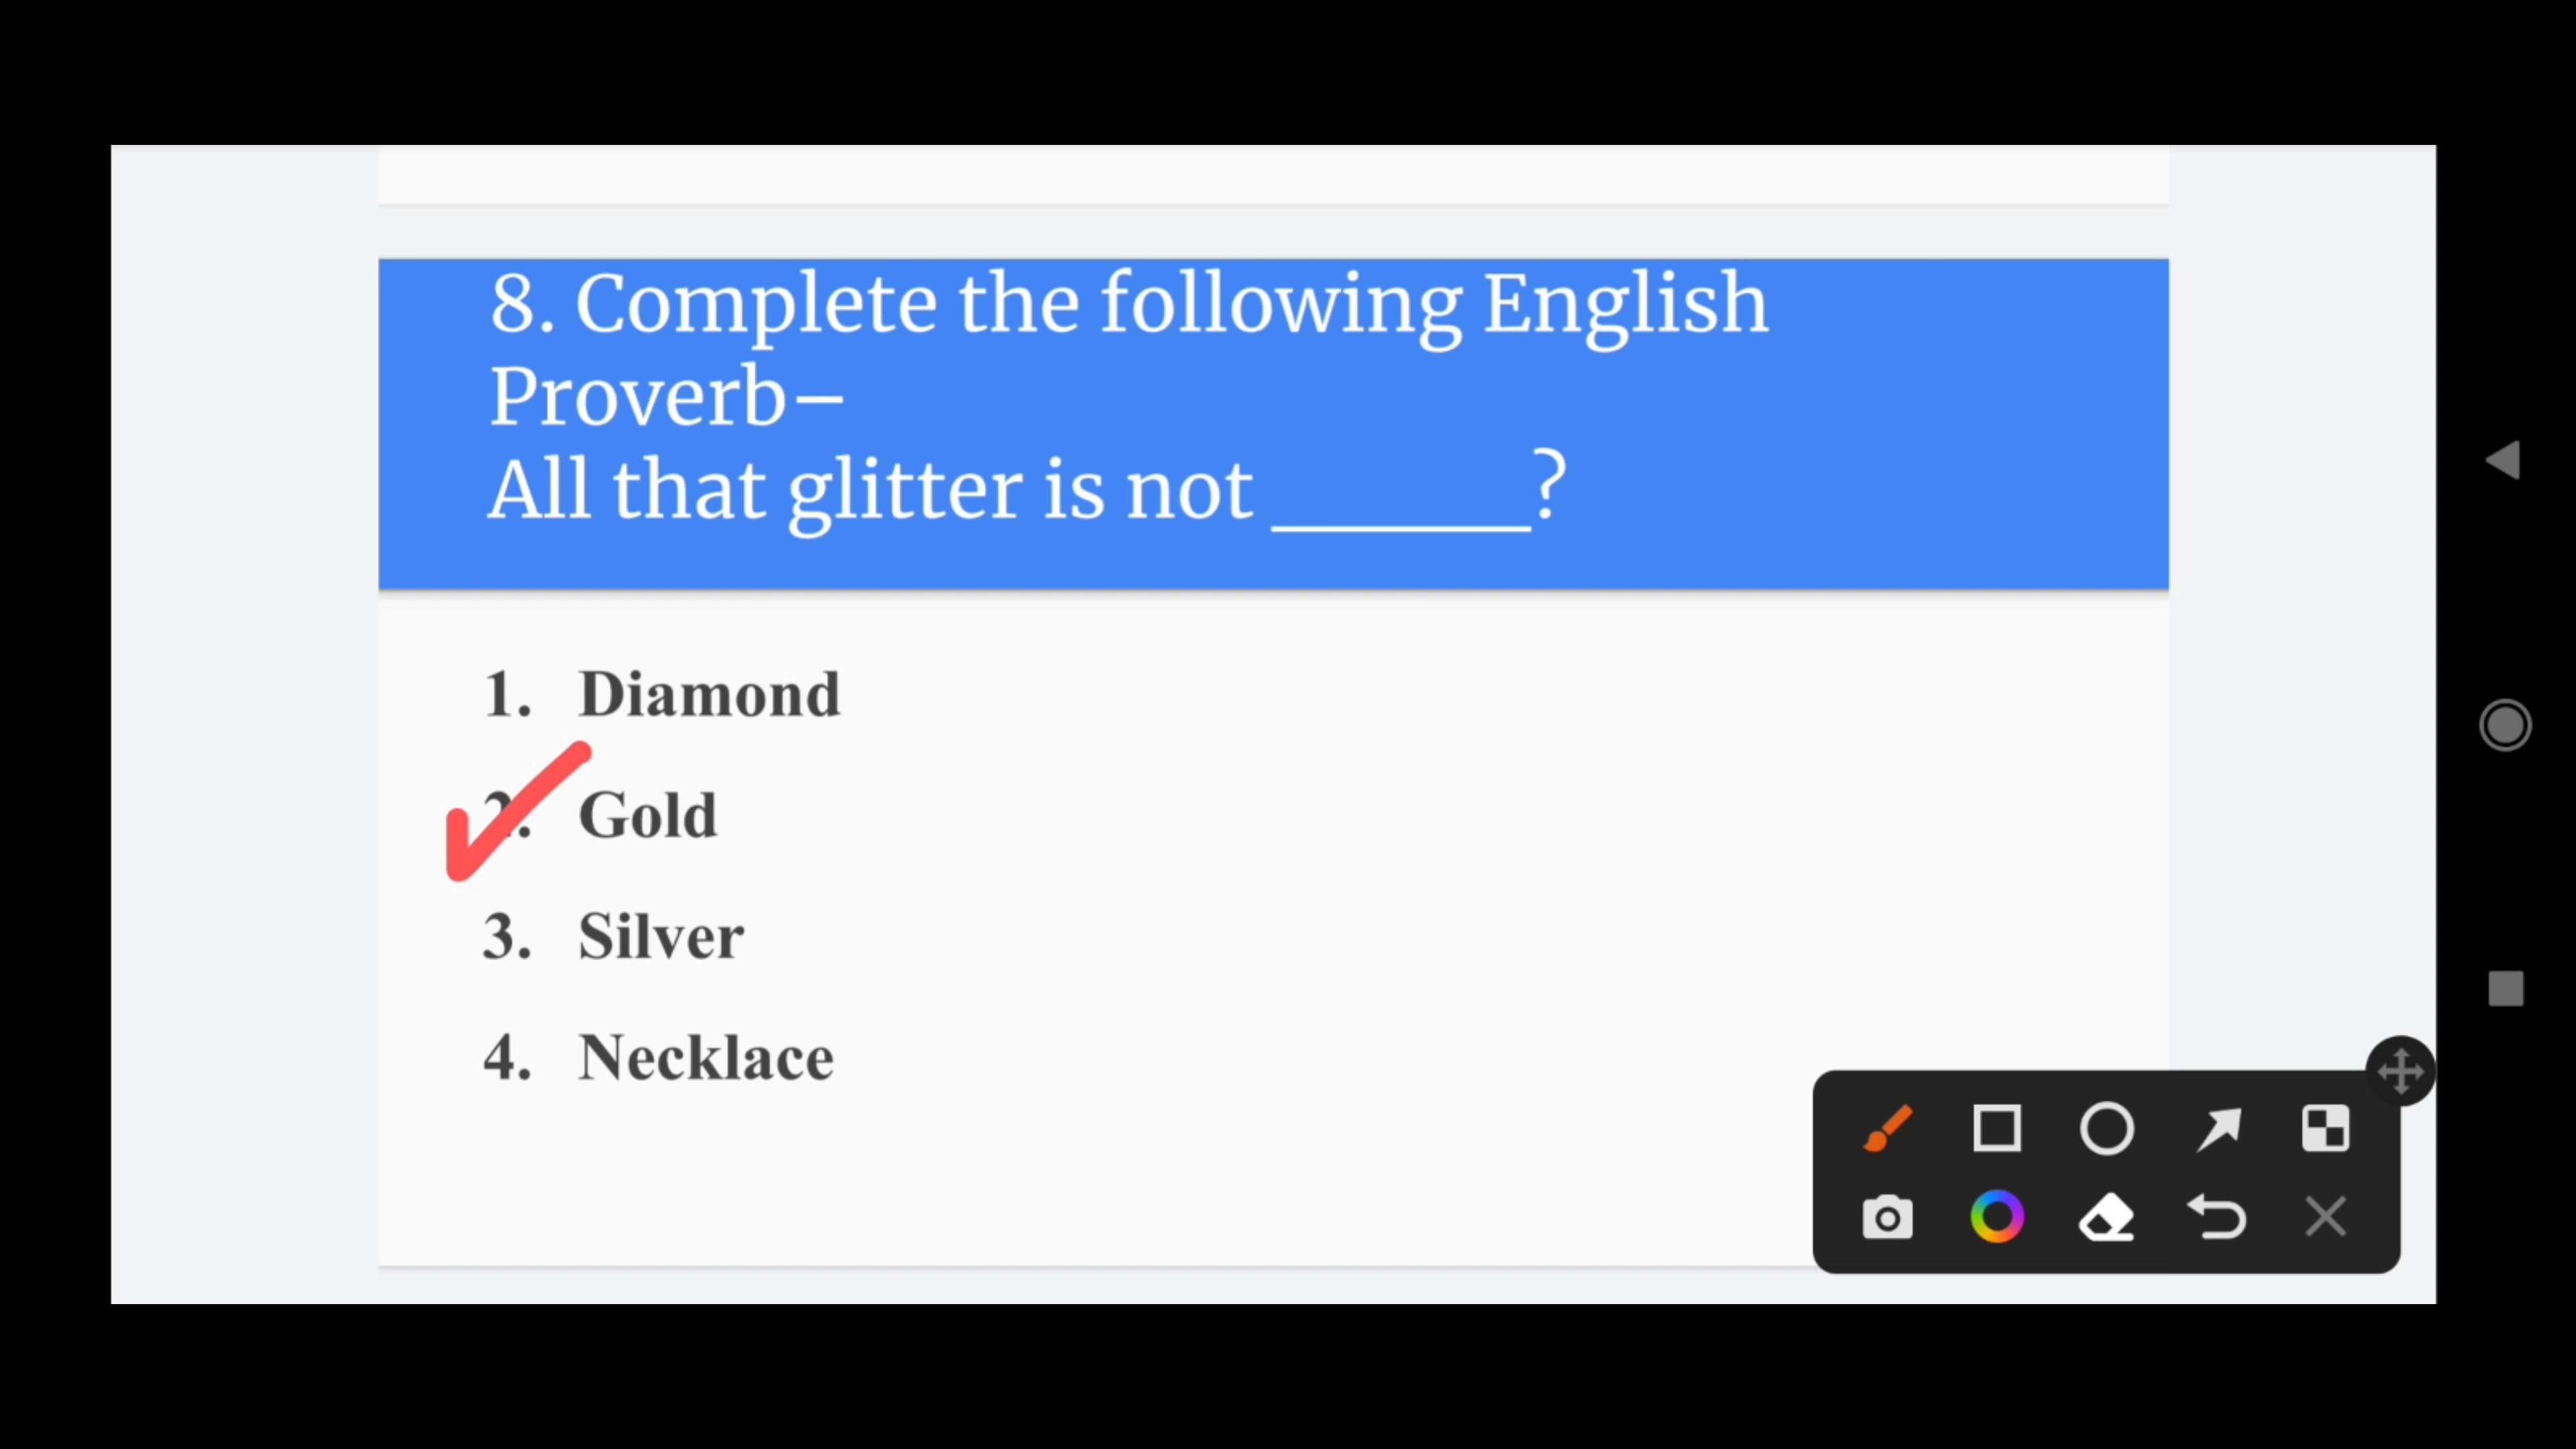 8. Complete the following English
Proverb–
All that glitter is not ______?
1. Diamond
2. Gold
3. Silver
4. Necklace